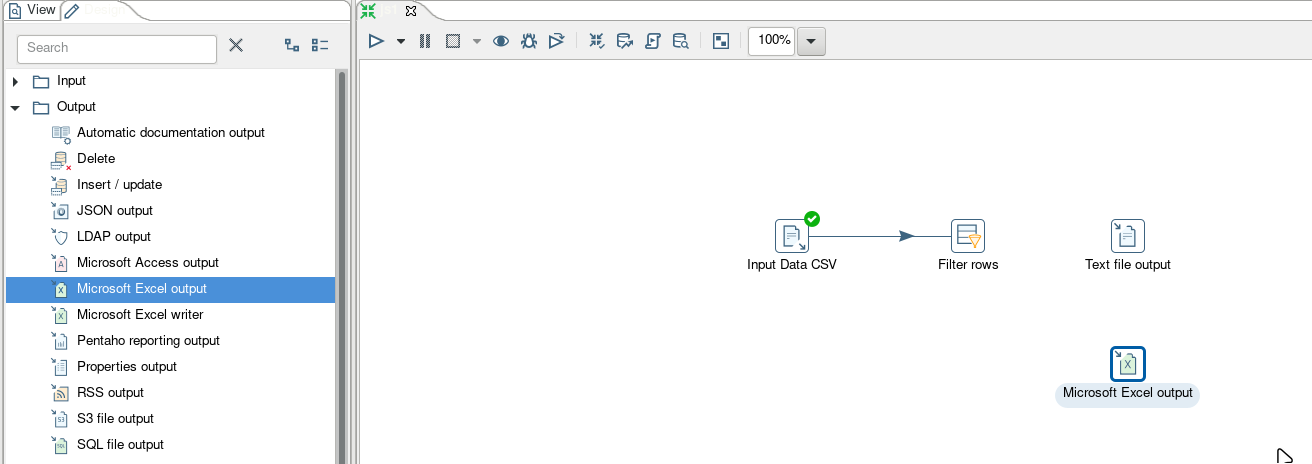 View
Search
100%
Input
Output
Automatic documentation output
Delete
Insert / update
JSON output
LDAP output
Microsoft Access output
Microsoft Excel output
Microsoft Excel writer
Pentaho reporting output
Properties output
RSS output
S3 file output
SQL file output
Input Data CSV
Filter rows
Text file output
Microsoft Excel output